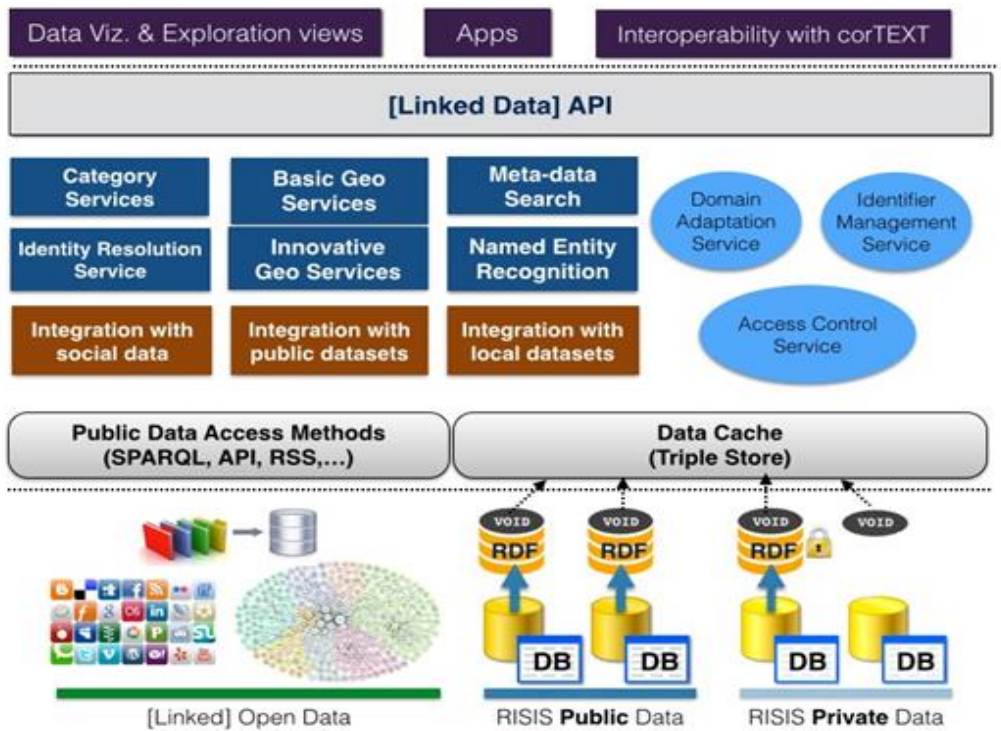 Data Viz. & Exploration views
Apps
Interoperability with corTEXT
[Linked Data] API
Category
Services
Basic Geo
Services
Meta-data
Search
Domain
Adaptation
Service
Identifier
Management
Service
Identity Resolution
Service
Innovative
Geo Services
Named Entity
Recognition
Integration with
social data
Integration with
public datasets
Integration with
local datasets
Access Control
Service
Public Data Access Methods
(SPARQL, API, RSS,...)
Data Cache
(Triple Store)
VOID
VOID
VOID
VOID
RDF
RDF
RDF
DB
DB
DB
DB
[Linked] Open Data
RISIS Public Data
RISIS Private Data